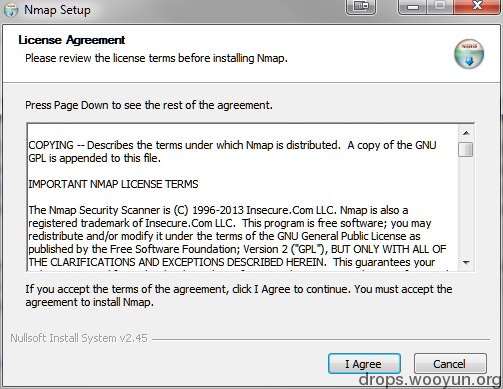 Nmap Setup
License Agreement
Please review the license terms before installing Nmap.
Press Page Down to see the rest of the agreement.
COPYING -- Describes the terms under which Nmap is distributed.  A copy of the GNU
GPL is appended to this file.
IMPORTANT NMAP LICENSE TERMS
The Nmap Security Scanner is (C) 1996-2013 Insecure.Com LLC. Nmap is also a
registered trademark of Insecure.Com LLC.  This program is free software; you may
redistribute and/or modify it under the terms of the GNU General Public License as
published by the Free Software Foundation; Version 2 ("GPL"), BUT ONLY WITH ALL OF
THE CLARIFICATIONS AND EXCEPTIONS DESCRIBED HEREIN.  This guarantees your
If you accept the terms of the agreement, click I Agree to continue. You must accept the
agreement to install Nmap.
Nullsoft Install System v2.45
I Agree
Cancel
drops.wooyun.org